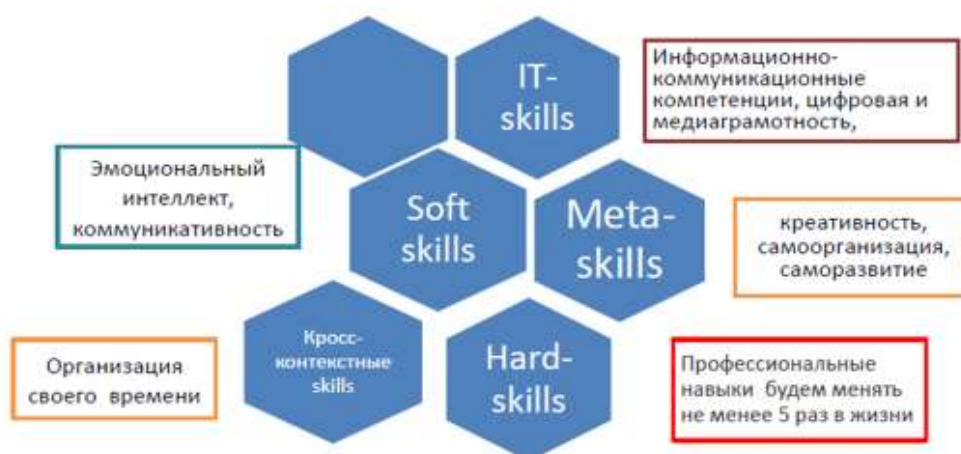 IT-
skills
Информационно-
коммуникационные
компетенции, цифровая и
медиаграмотность,
Эмоциональный
интеллект,
коммуникативность
Soft
skills
Meta-
skills
креативность,
самоорганизация,
саморазвитие
Организация
своего времени
Кросс-
контекстные
skills
Hard-
skills
Профессиональные
навыки будем менять
не менее 5 раз в жизни